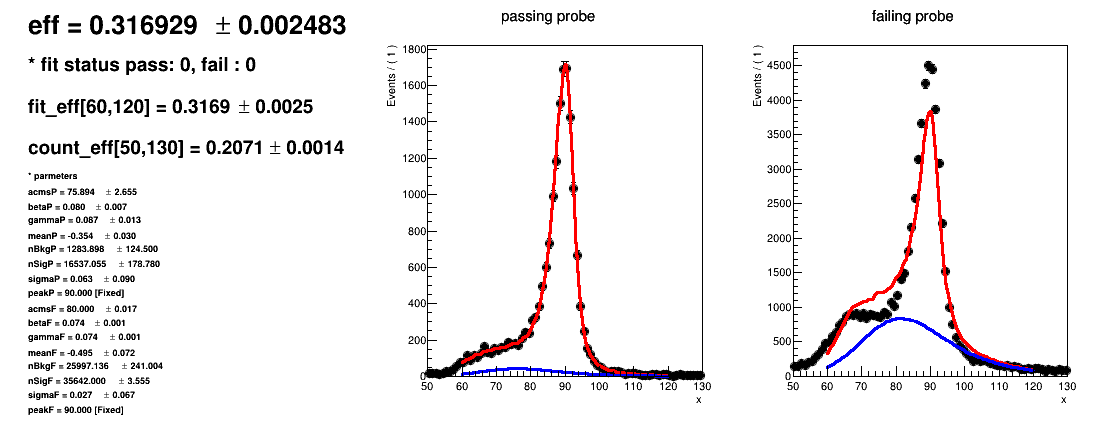 eff = 0.316929 ± 0.002483
* fit status pass: 0, fail : 0
fit_eff[60,120] = 0.3169 ± 0.0025
count_eff[50,130] = 0.2071 ± 0.0014
* parmeters
acmsP = 75.894 ± 2.655
betaP = 0.080 ± 0.007
gammaP = 0.087 ± 0.013
meanP = -0.354 ± 0.030
nBkgP = 1283.898 ± 124.500
nSigP = 16537.055 ± 178.780
sigmaP = 0.063 ± 0.090
peakP = 90.000 [Fixed]
acmsF = 80.000 ± 0.017
betaF = 0.074 ± 0.001
gammaF = 0.074 ± 0.001
meanF = -0.495 ± 0.072
nBkgF = 25997.136 ± 241.004
nSigF = 35642.000 ± 3.555
sigmaF = 0.027 ± 0.067
peakF = 90.000 [Fixed]
passing probe
Events / ( 1 )
1800
1600
1400
1200
1000
800
600
400
200
0
50 60 70 80 90 100 110 120 130
x
failing probe
Events / ( 1 )
4500
4000
3500
3000
2500
2000
1500
1000
500
0
50 60 70 80 90 100 110 120 130
x